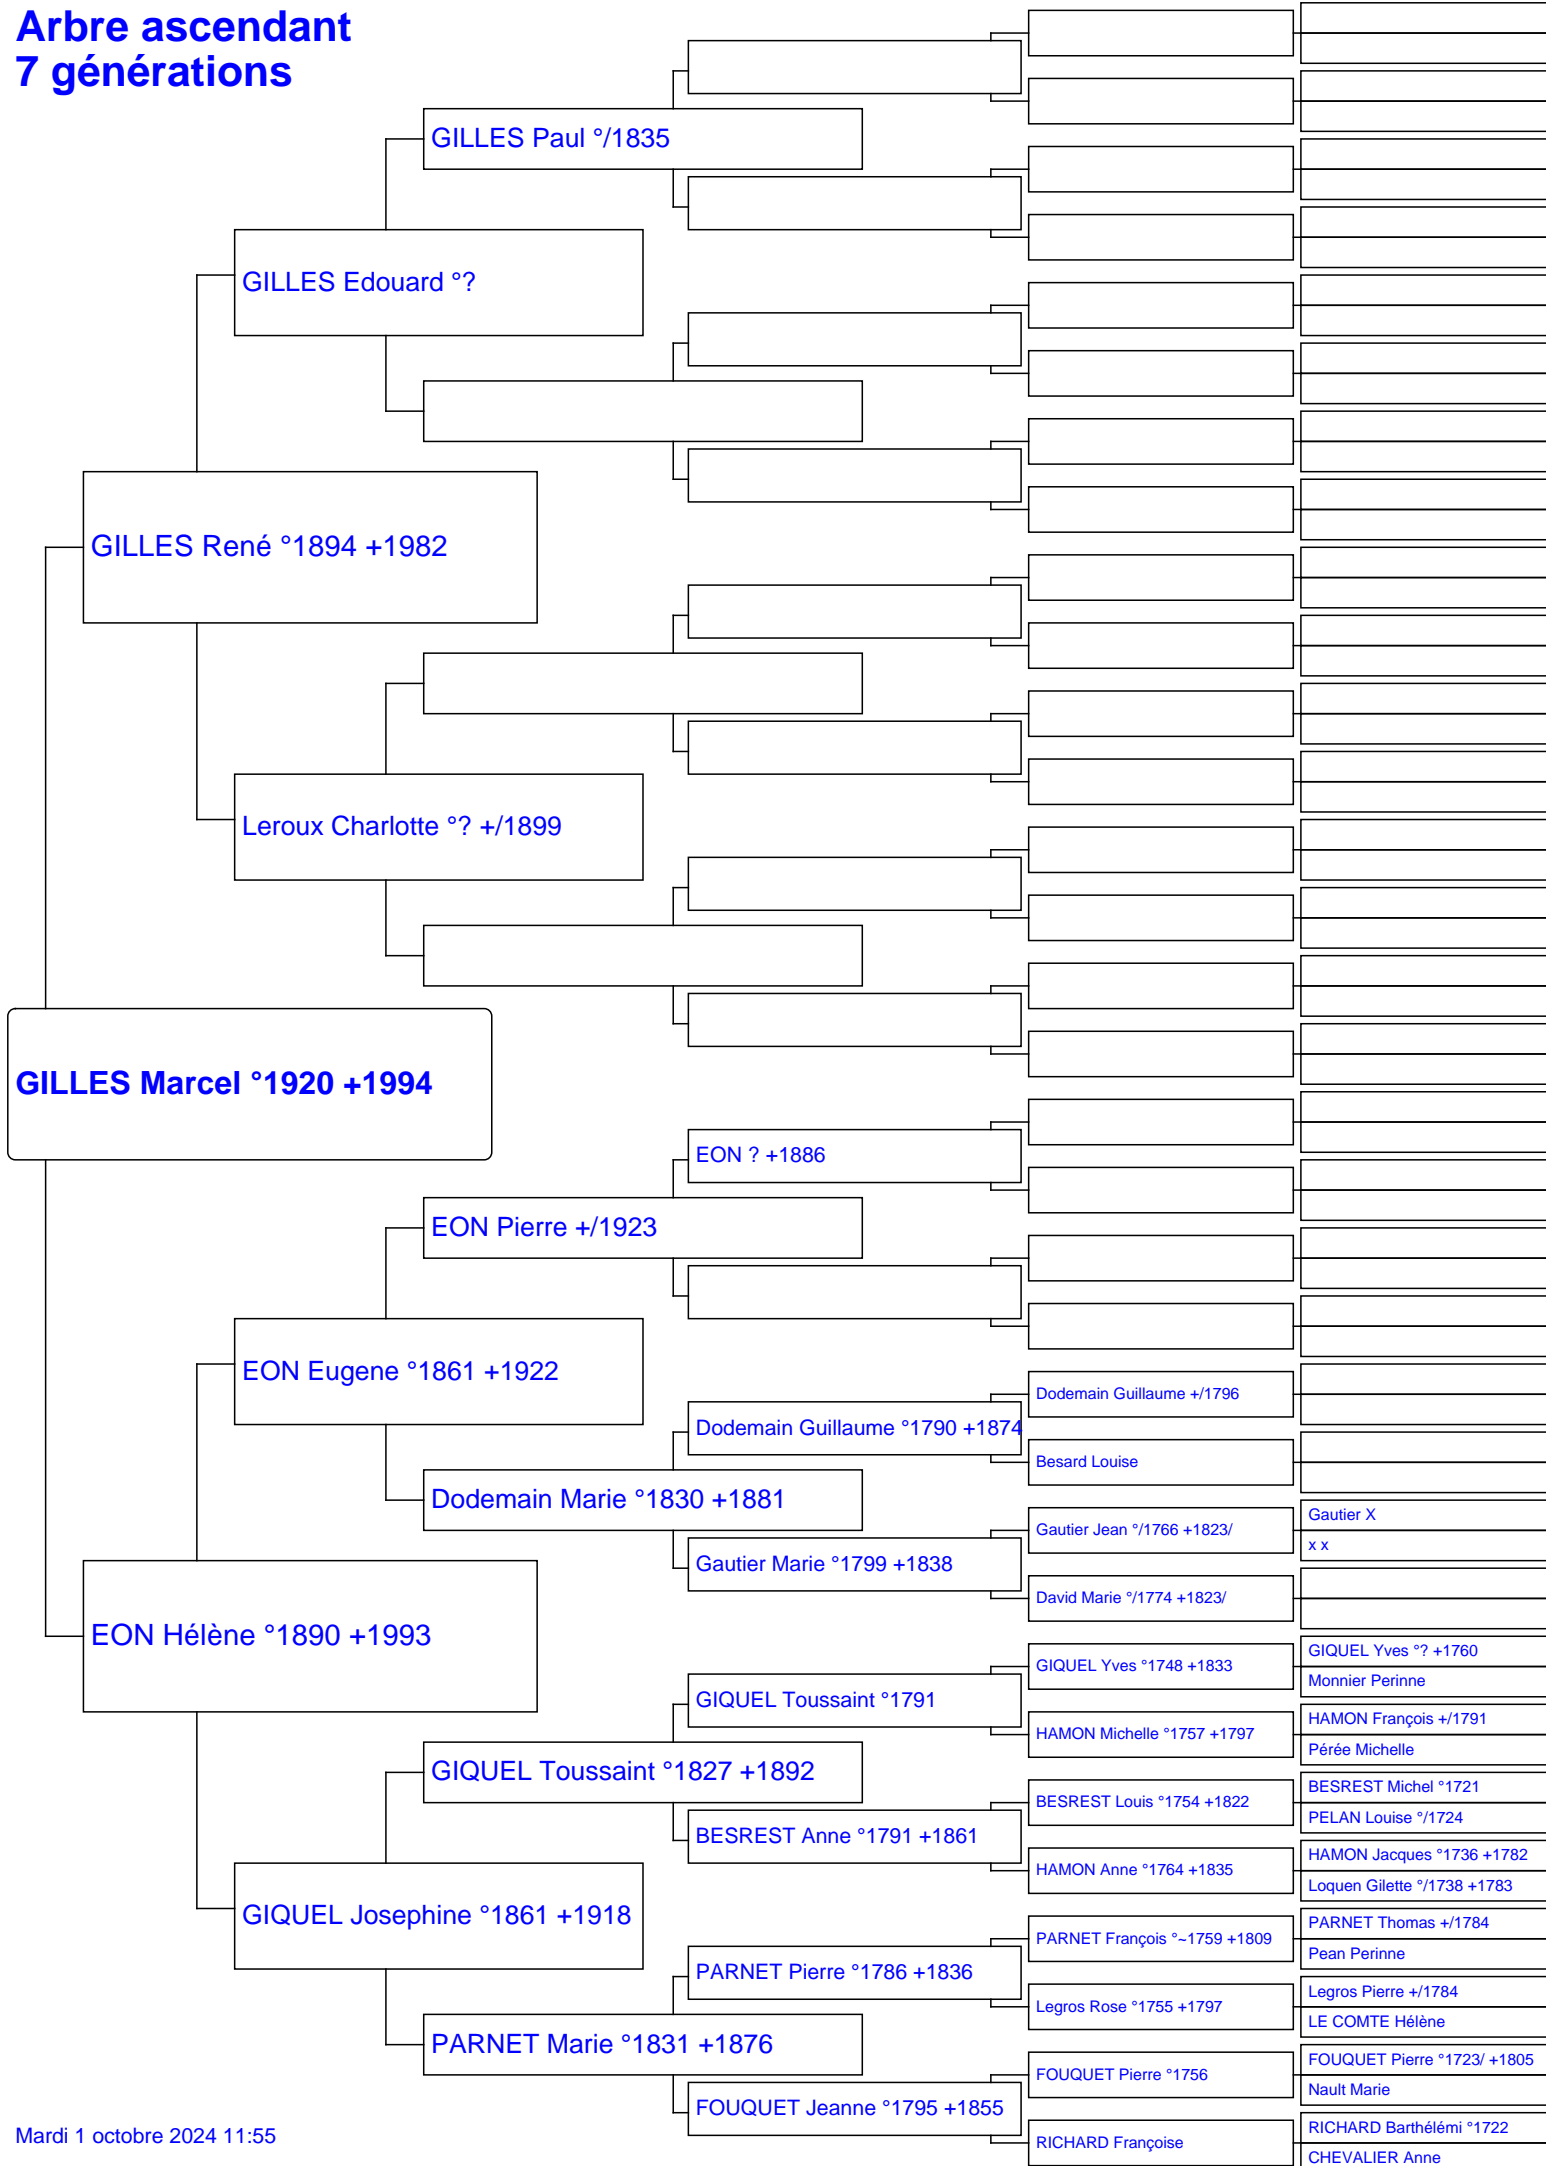 Arbre ascendant
7 générations
GILLES Paul °/1835
GILLES Edouard °?
GILLES René °1894 +1982
Leroux Charlotte °? +/1899
GILLES Marcel °1920 +1994
EON ? +1886
EON Pierre +/1923
EON Eugene °1861 +1922
Dodemain Guillaume +/1796
Dodemain Guillaume °1790 +1874
Besard Louise
Dodemain Marie °1830 +1881
Gautier X
Gautier Jean °/1766 +1823/
x x
Gautier Marie °1799 +1838
David Marie °/1774 +1823/
EON Hélène °1890 +1993
GIQUEL Yves °? +1760
GIQUEL Yves °1748 +1833
Monnier Perinne
GIQUEL Toussaint °1791
HAMON François +/1791
HAMON Michelle °1757 +1797
Pérée Michelle
GIQUEL Toussaint °1827 +1892
BESREST Michel °1721
BESREST Louis °1754 +1822
PELAN Louise °/1724
BESREST Anne °1791 +1861
HAMON Jacques °1736 +1782
HAMON Anne °1764 +1835
Loquen Gilette °/1738 +1783
GIQUEL Josephine °1861 +1918
PARNET Thomas +/1784
PARNET François °~1759 +1809
Pean Perinne
PARNET Pierre °1786 +1836
Legros Pierre +/1784
Legros Rose °1755 +1797
LE COMTE Hélène
PARNET Marie °1831 +1876
FOUQUET Pierre °1723/ +1805
FOUQUET Pierre °1756
Nault Marie
FOUQUET Jeanne °1795 +1855
RICHARD Barthélémi °1722
RICHARD Françoise
CHEVALIER Anne
Mardi 1 octobre 2024 11:55